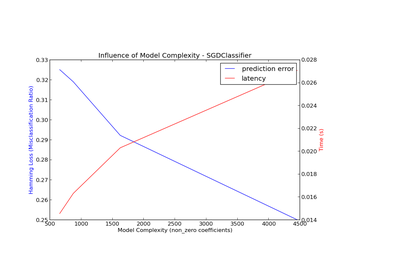 Influence of Model Complexity - SGDClassifier
0.33
0.32
0.31
0.30
0.29
0.28
0.27
0.26
0.25
Hamming Loss (Misclassification Ratio)
prediction error
latency
0.028
0.026
0.024
0.022
0.020
0.018
0.016
0.014
Time (s)
500 1000 1500 2000 2500 3000 3500 4000 4500
Model Complexity (non_zero coefficients)